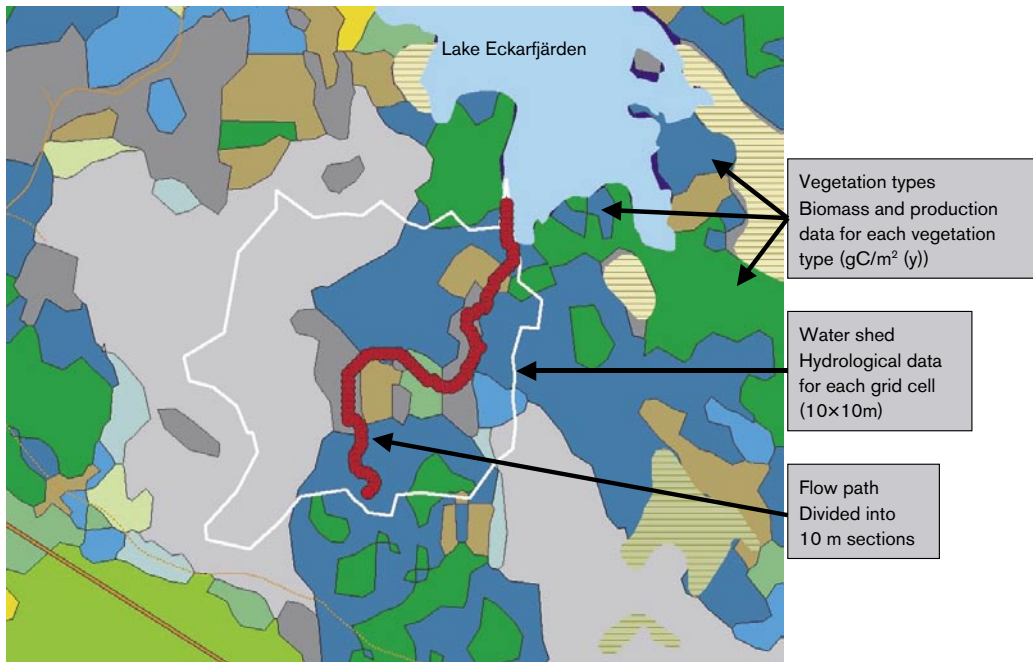 Lake Eckarfjärden
Vegetation types
Biomass and production
data for each vegetation
type (gC/m² (y))
Water shed
Hydrological data
for each grid cell
(10×10m)
Flow path
Divided into
10 m sections